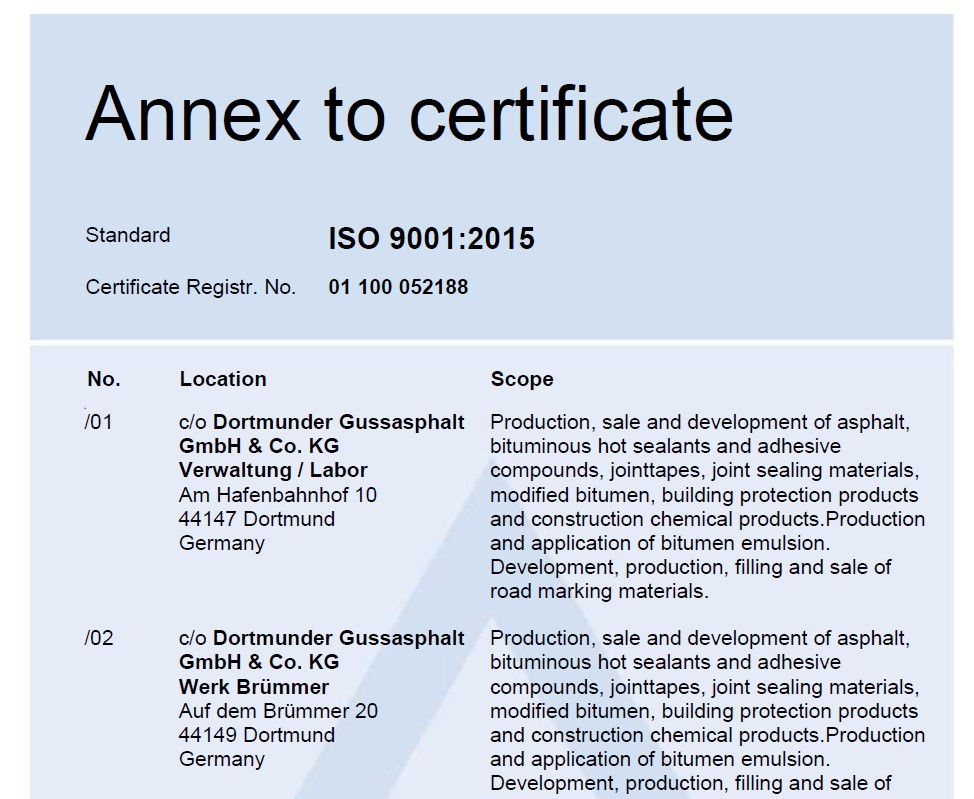 Annex to certificate
Standard ISO 9001:2015
Certificate Registr. No. 01 100 052188
No. Location Scope
/01 c/o Dortmunder Gussasphalt Production, sale and development of asphalt,
GmbH & Co. KG bituminous hot sealants and adhesive
Verwaltung / Labor compounds, jointtapes, joint sealing materials,
Am Hafenbahnhof 10 modified bitumen, building protection products
44147 Dortmund and construction chemical products.Production
Germany and application of bitumen emulsion.
Development, production, filling and sale of
road marking materials.
/02 c/o Dortmunder Gussasphalt Production, sale and development of asphalt,
GmbH & Co. KG bituminous hot sealants and adhesive
Werk Brümmer compounds, jointtapes, joint sealing materials,
Auf dem Brümmer 20 modified bitumen, building protection products
44149 Dortmund and construction chemical products.Production
Germany and application of bitumen emulsion.
Development, production, filling and sale of